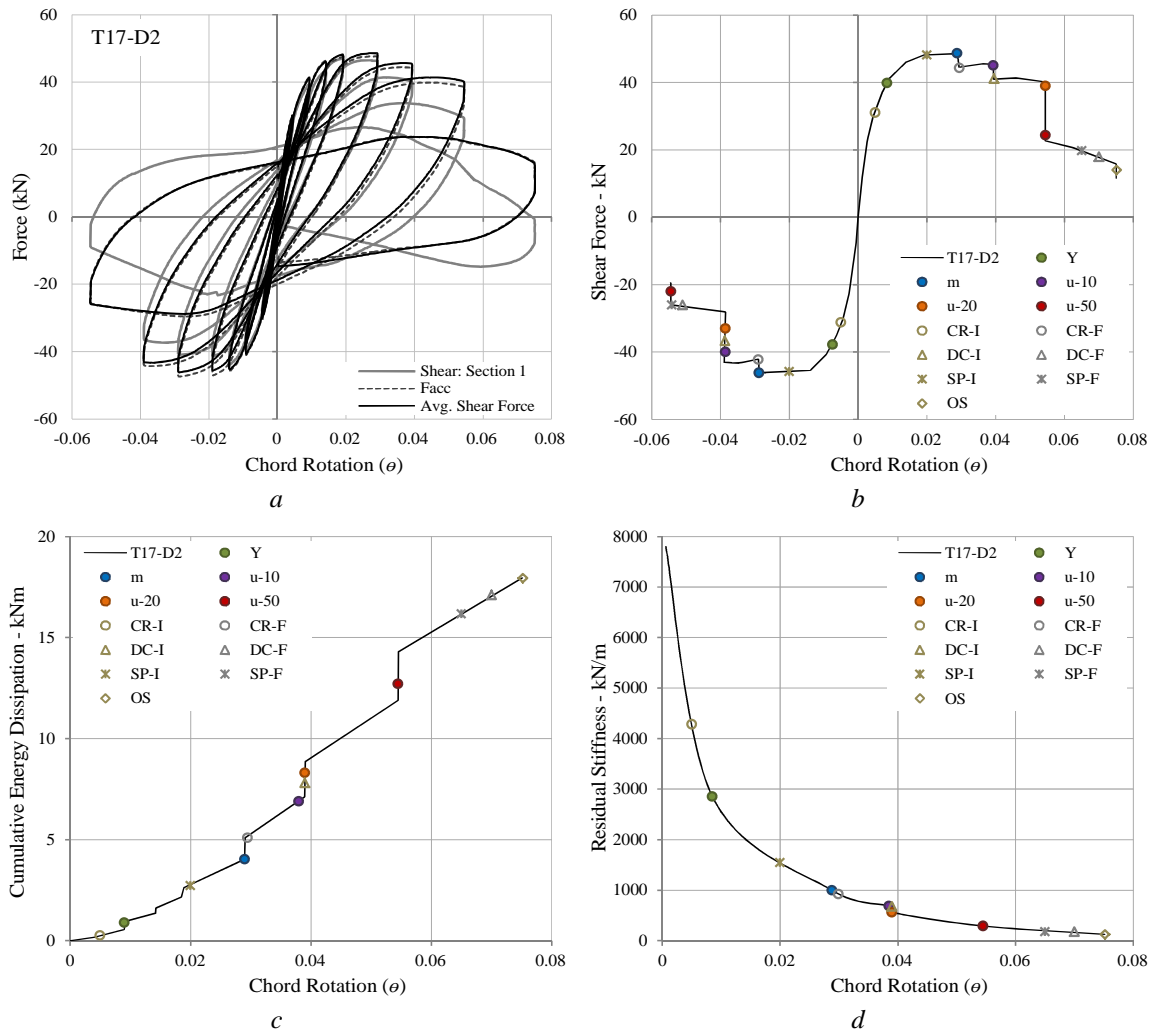 T17-D2
Force (kN)
60
40
20
0
-20
-40
-60
-0.06 -0.04 -0.02 0 0.02 0.04 0.06 0.08
Chord Rotation (ɵ)
Shear: Section 1
Facc
Avg. Shear Force
a
Shear Force - kN
60
40
20
0
-20
-40
-60
-0.06 -0.04 -0.02 0 0.02 0.04 0.06 0.08
Chord Rotation (ɵ)
T17-D2 Y
m u-10
u-20 u-50
CR-I CR-F
DC-I DC-F
SP-I SP-F
OS
b
Cumulative Energy Dissipation - kNm
20
15
10
5
0
0 0.02 0.04 0.06 0.08
Chord Rotation (ɵ)
T17-D2 Y
m u-10
u-20 u-50
CR-I CR-F
DC-I DC-F
SP-I SP-F
OS
c
Residual Stiffness - kN/m
8000
7000
6000
5000
4000
3000
2000
1000
0
0 0.02 0.04 0.06 0.08
Chord Rotation (ɵ)
T17-D2 Y
m u-10
u-20 u-50
CR-I CR-F
DC-I DC-F
SP-I SP-F
OS
d